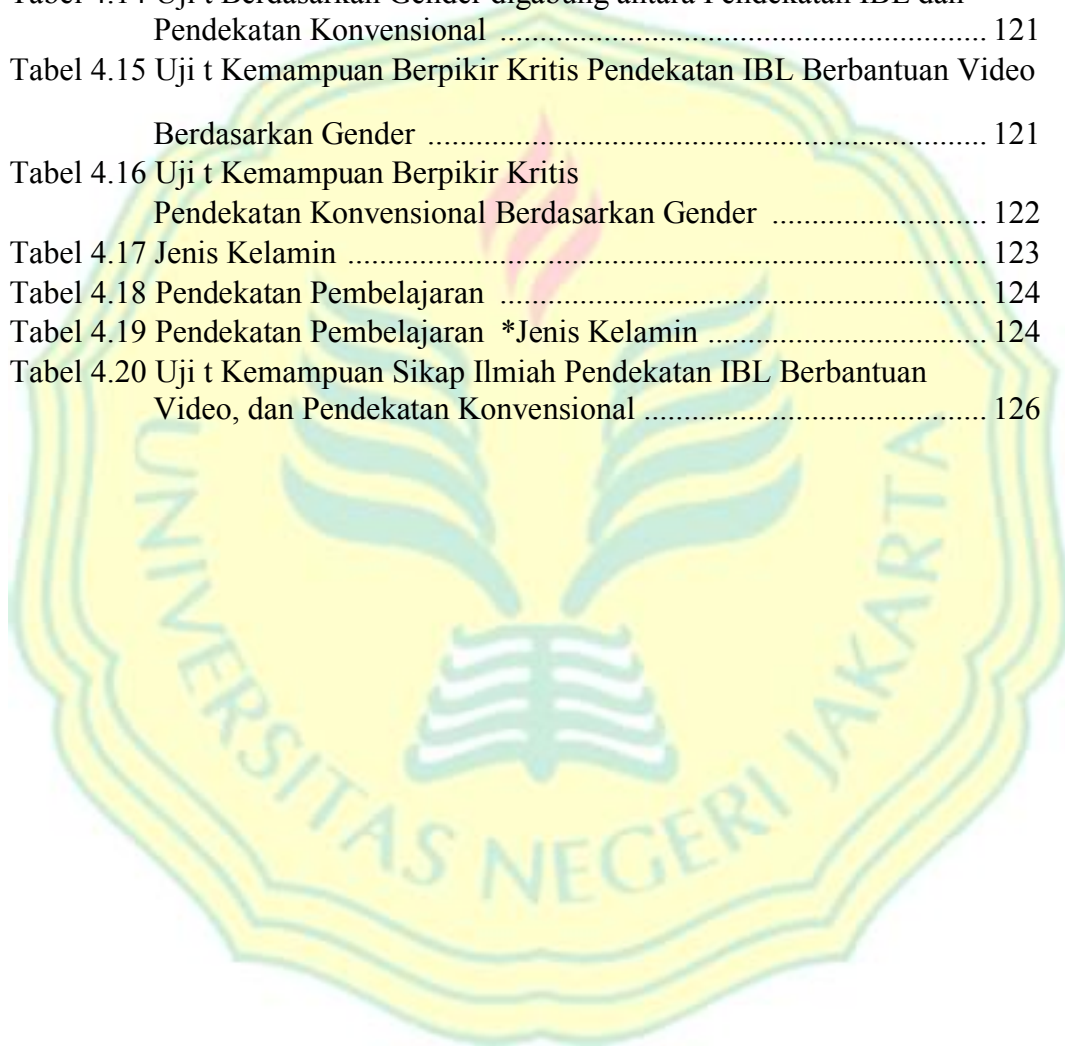 Tabel 4.14 Uji t Berdasarkan Gender digabung antara Pendekatan IBL dan
Pendekatan Konvensional ........................................................ 121
Tabel 4.15 Uji t Kemampuan Berpikir Kritis Pendekatan IBL Berbantuan Video
Berdasarkan Gender ................................................................ 121
Tabel 4.16 Uji t Kemampuan Berpikir Kritis
Pendekatan Konvensional Berdasarkan Gender ......................... 122
Tabel 4.17 Jenis Kelamin .......................................................................... 123
Tabel 4.18 Pendekatan Pembelajaran ........................................................ 124
Tabel 4.19 Pendekatan Pembelajaran *Jenis Kelamin ................................ 124
Tabel 4.20 Uji t Kemampuan Sikap Ilmiah Pendekatan IBL Berbantuan
Video, dan Pendekatan Konvensional ....................................... 126
UNIVERSITAS NEGERI JAKARTA